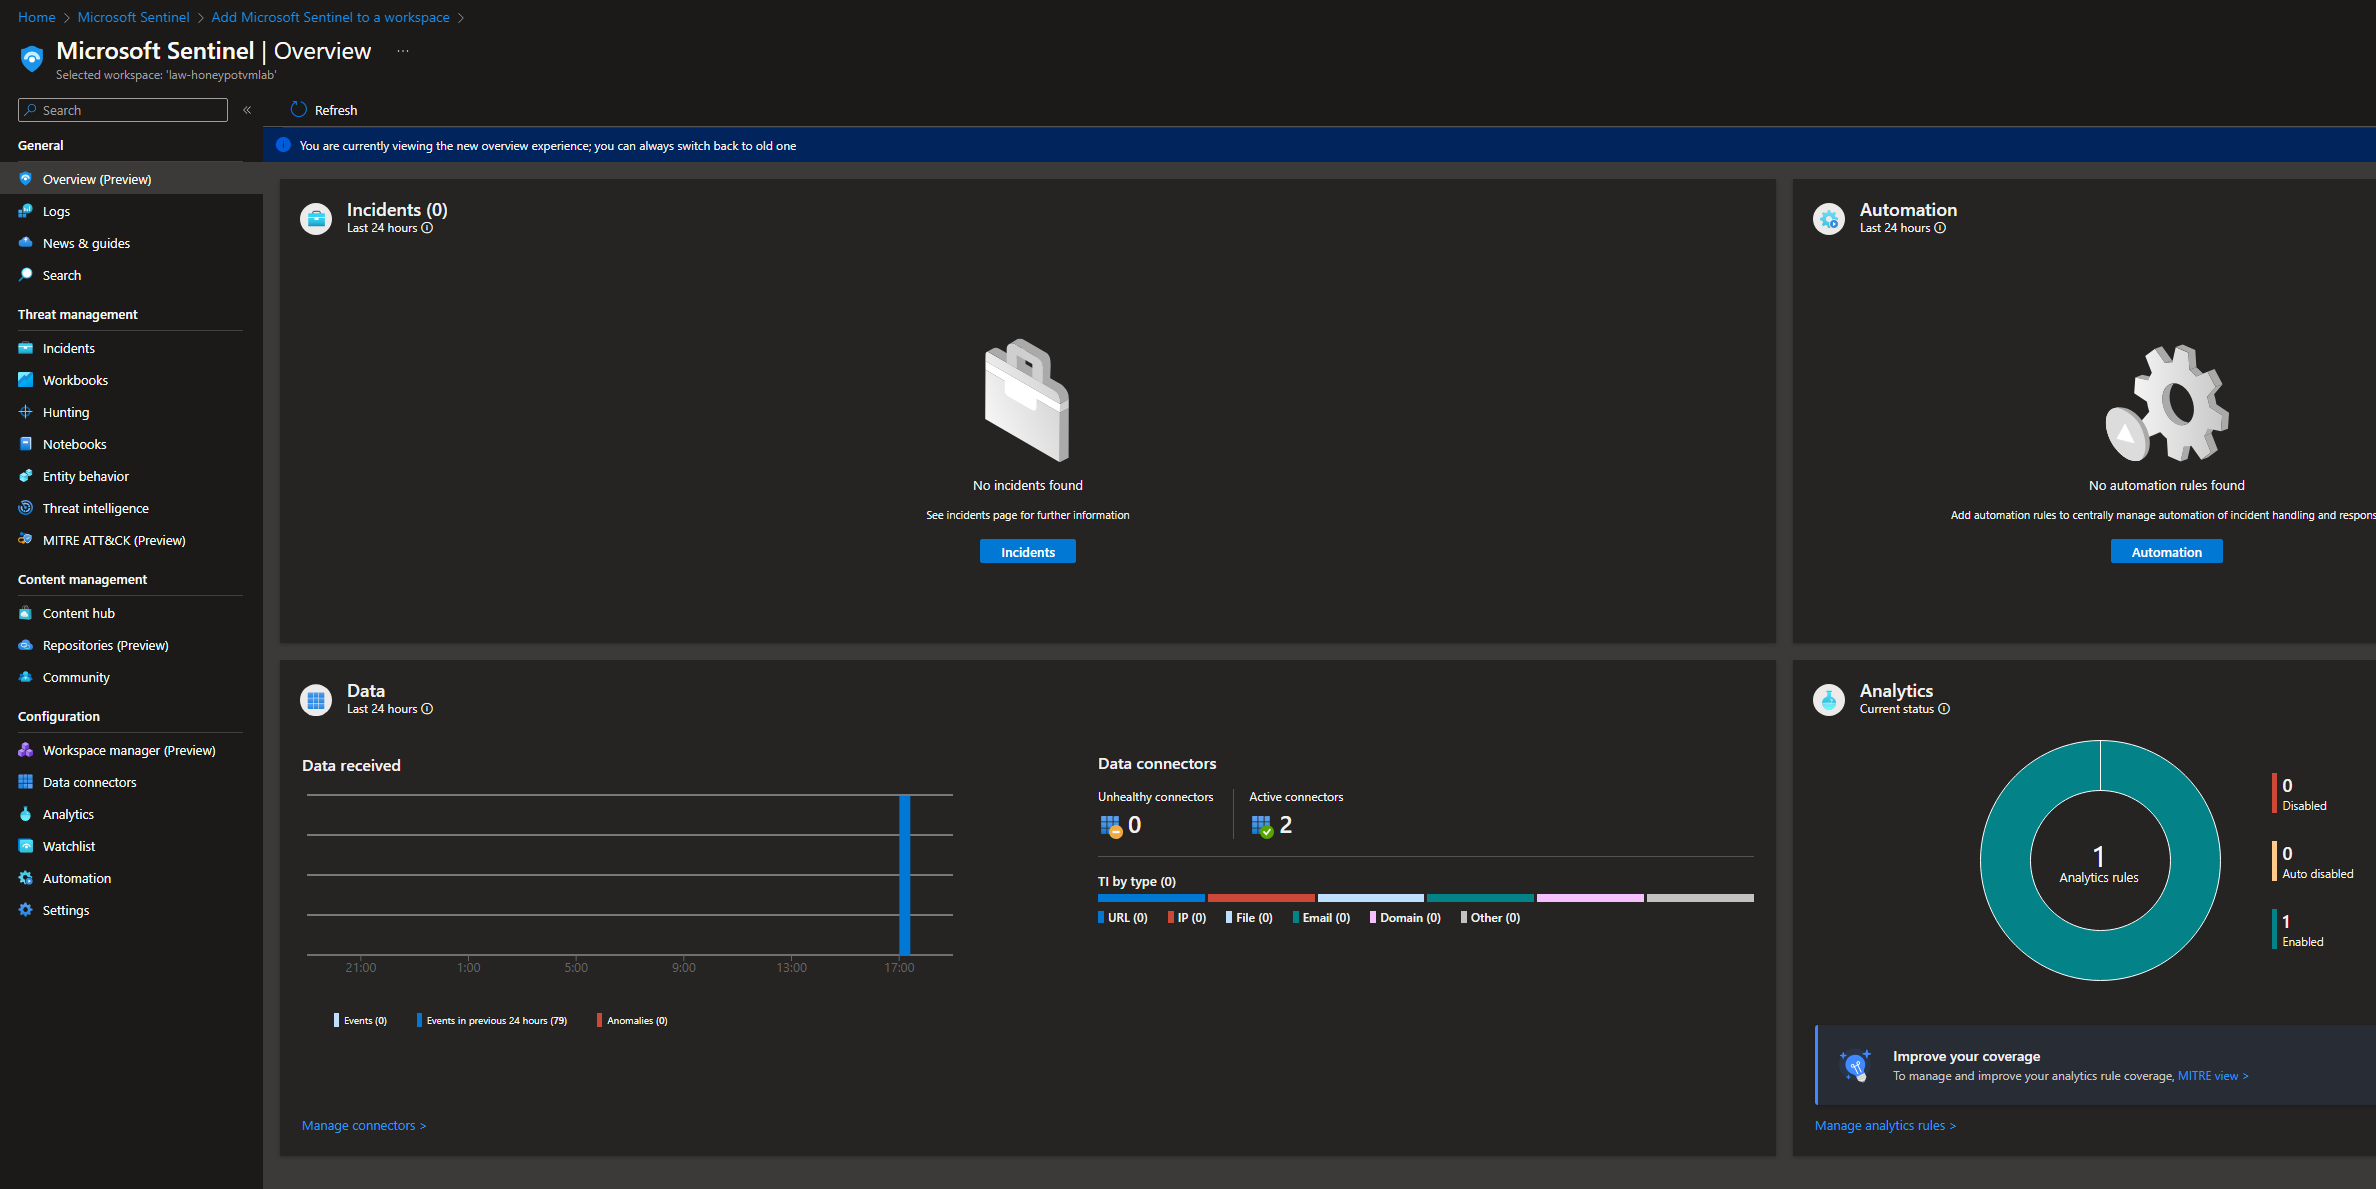 Home > Microsoft Sentinel > Add Microsoft Sentinel to a workspace >
Microsoft Sentinel | Overview ...
Selected workspace: 'law-honeypotvmlab'
Search
«
Refresh
You are currently viewing the new overview experience; you can always switch back to old one
General
Overview (Preview)
Logs
News & guides
Search
Threat management
Incidents
Workbooks
Hunting
Notebooks
Entity behavior
Threat intelligence
MITRE ATT&CK (Preview)
Content management
Content hub
Repositories (Preview)
Community
Configuration
Workspace manager (Preview)
Data connectors
Analytics
Watchlist
Automation
Settings
Incidents (0)
Last 24 hours
No incidents found
See incidents page for further information
Incidents
Automation
Last 24 hours
No automation rules found
Add automation rules to centrally manage automation of incident handling and respons
Automation
Data
Last 24 hours
Data received
21:00 1:00 5:00 9:00 13:00 17:00
Events (0) Events in previous 24 hours (79) Anomalies (0)
Manage connectors >
Data connectors
Unhealthy connectors
0
Active connectors
2
TI by type (0)
URL (0) IP (0) File (0) Email (0) Domain (0) Other (0)
Analytics
Current status
1
Analytics rules
0
Disabled
0
Auto disabled
1
Enabled
Improve your coverage
To manage and improve your analytics rule coverage, MITRE view >
Manage analytics rules >